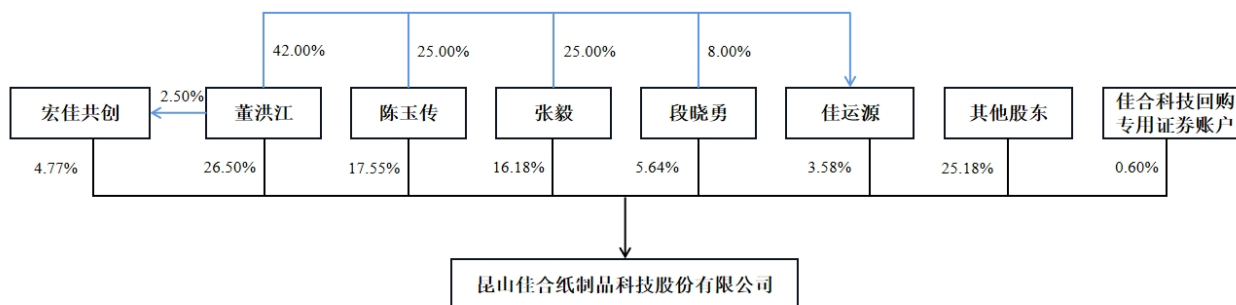 42.00%
25.00%
25.00%
8.00%
宏佳共创
2.50%
董洪江
陈玉传
张毅
段晓勇
佳运源
其他股东
佳合科技回购
专用证券账户
4.77%
26.50%
17.55%
16.18%
5.64%
3.58%
25.18%
0.60%
昆山佳合纸制品科技股份有限公司